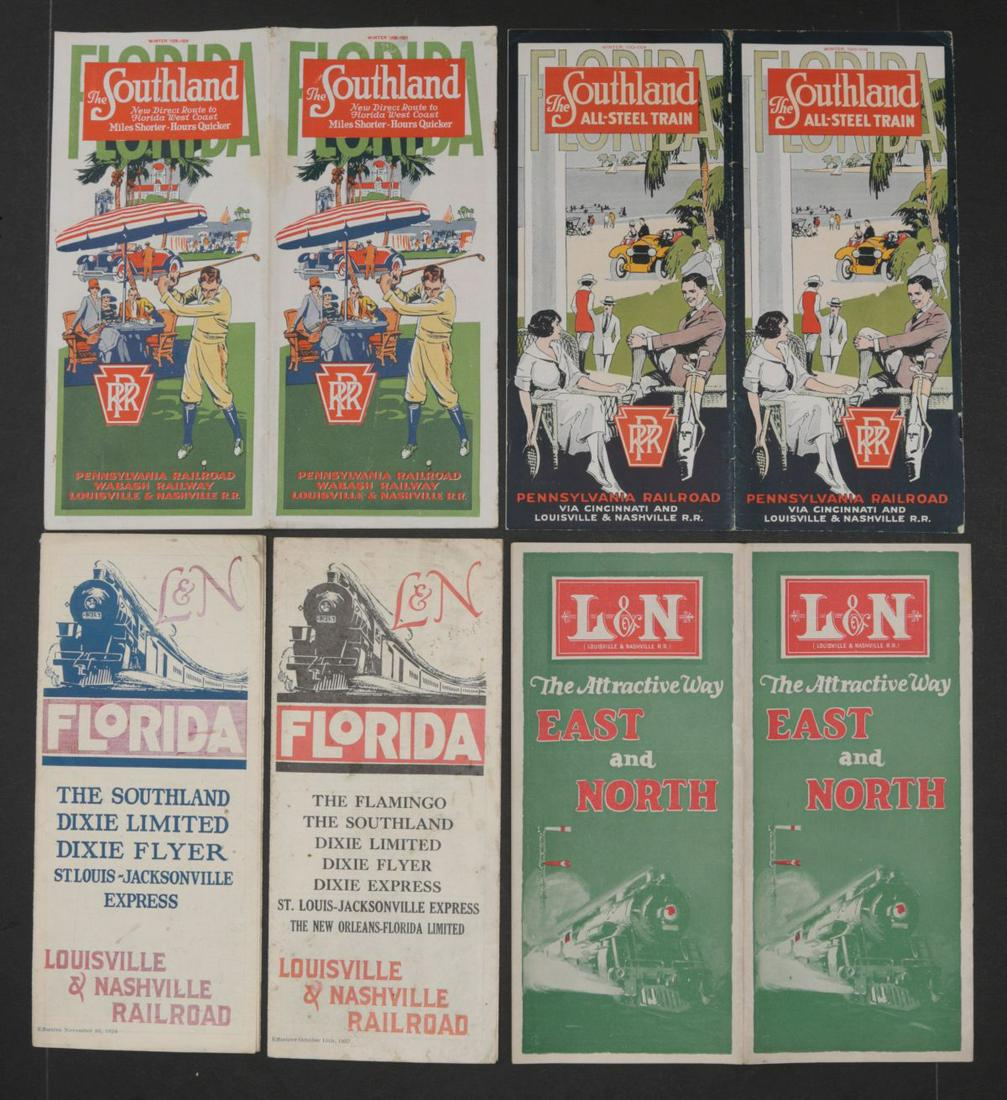 FLORIDA
The Southland
New Direct Route to
Florida West Coast
Miles Shorter-Hours Quicker
PRR
PENNSYLVANIA RAILROAD
WABASH RAILWAY
LOUISVILLE & NASHVILLE R.R.
FLORIDA
The Southland
New Direct Route to
Florida West Coast
Miles Shorter-Hours Quicker
PRR
PENNSYLVANIA RAILROAD
WABASH RAILWAY
LOUISVILLE & NASHVILLE R.R.
FLORIDA
The Southland
ALL-STEEL TRAIN
PRR
PENNSYLVANIA RAILROAD
VIA CINCINNATI AND
LOUISVILLE & NASHVILLE R.R.
FLORIDA
The Southland
ALL-STEEL TRAIN
PRR
PENNSYLVANIA RAILROAD
VIA CINCINNATI AND
LOUISVILLE & NASHVILLE R.R.
L&N
FLORIDA
THE SOUTHLAND
DIXIE LIMITED
DIXIE FLYER
ST LOUIS-JACKSONVILLE
EXPRESS
LOUISVILLE
& NASHVILLE
RAILROAD
Effective November
L&N
FLORIDA
THE FLAMINGO
THE SOUTHLAND
DIXIE LIMITED
DIXIE FLYER
DIXIE EXPRESS
ST. LOUIS-JACKSONVILLE EXPRESS
THE NEW ORLEANS-FLORIDA LIMITED
LOUISVILLE
& NASHVILLE
RAILROAD
Effective October
L&N
(LOUISVILLE & NASHVILLE R.R.)
The Attractive Way
EAST
and
NORTH
L&N
(LOUISVILLE & NASHVILLE R.R.)
The Attractive Way
EAST
and
NORTH